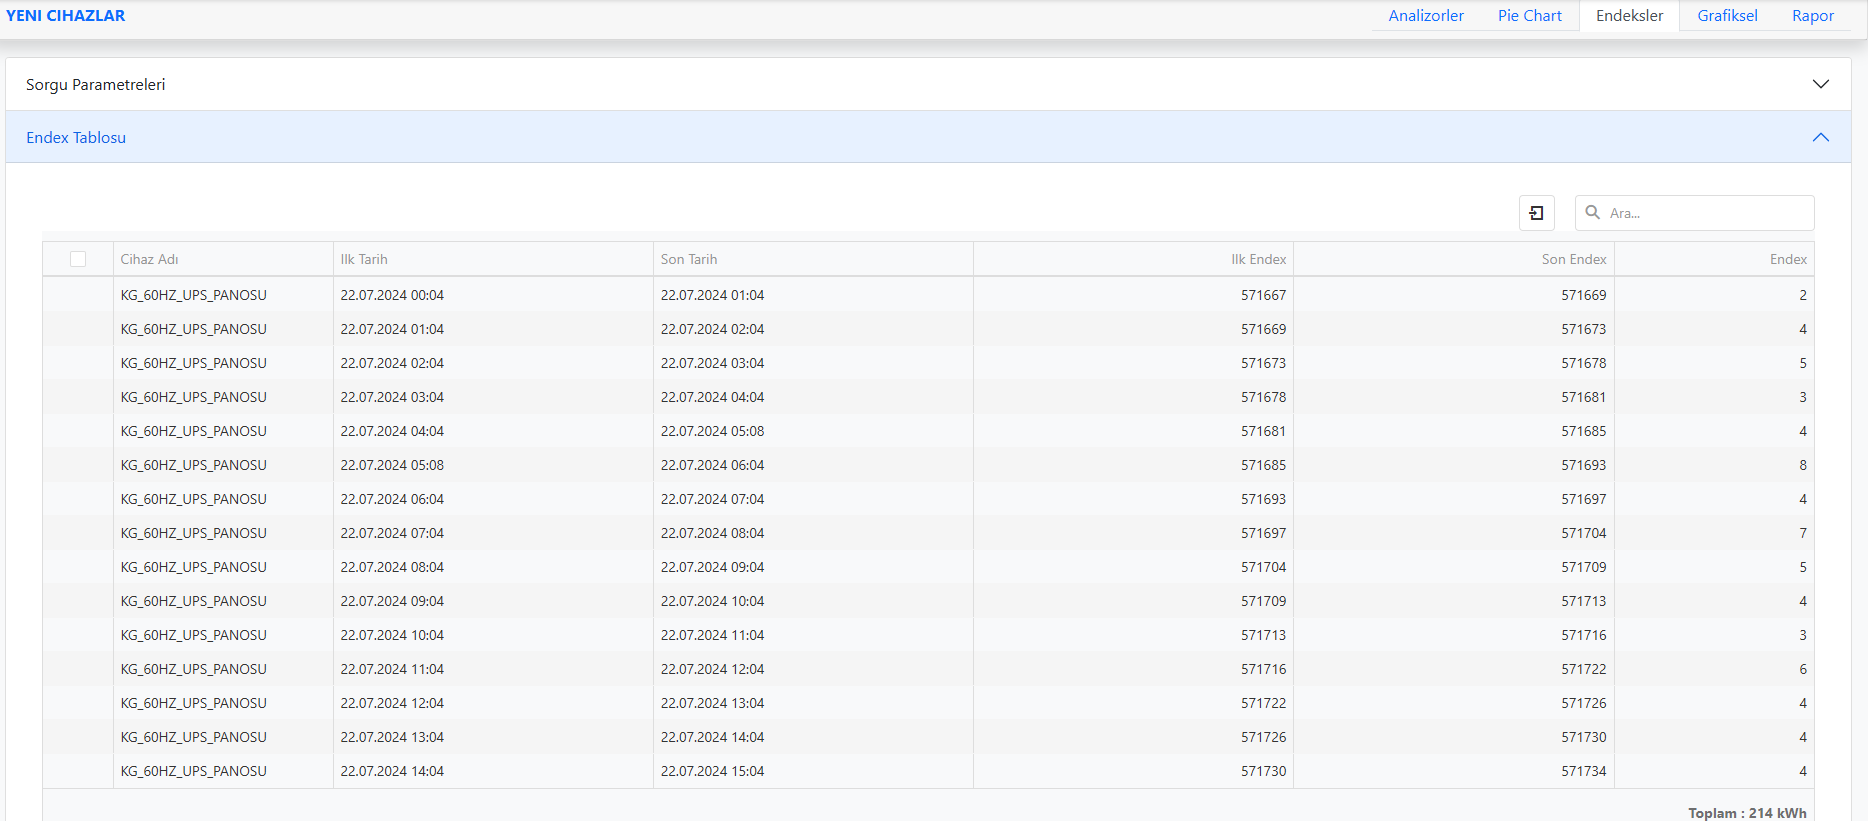 YENI CIHAZLAR Analizorler Pie Chart Endeksler Grafiksel Rapor
Sorgu Parametreleri
Endex Tablosu
Ara...
Cihaz Adı Ilk Tarih Son Tarih Ilk Endex Son Endex Endex
KG_60HZ_UPS_PANOSU 22.07.2024 00:04 22.07.2024 01:04 571667 571669 2
KG_60HZ_UPS_PANOSU 22.07.2024 01:04 22.07.2024 02:04 571669 571673 4
KG_60HZ_UPS_PANOSU 22.07.2024 02:04 22.07.2024 03:04 571673 571678 5
KG_60HZ_UPS_PANOSU 22.07.2024 03:04 22.07.2024 04:04 571678 571681 3
KG_60HZ_UPS_PANOSU 22.07.2024 04:04 22.07.2024 05:08 571681 571685 4
KG_60HZ_UPS_PANOSU 22.07.2024 05:08 22.07.2024 06:04 571685 571693 8
KG_60HZ_UPS_PANOSU 22.07.2024 06:04 22.07.2024 07:04 571693 571697 4
KG_60HZ_UPS_PANOSU 22.07.2024 07:04 22.07.2024 08:04 571697 571704 7
KG_60HZ_UPS_PANOSU 22.07.2024 08:04 22.07.2024 09:04 571704 571709 5
KG_60HZ_UPS_PANOSU 22.07.2024 09:04 22.07.2024 10:04 571709 571713 4
KG_60HZ_UPS_PANOSU 22.07.2024 10:04 22.07.2024 11:04 571713 571716 3
KG_60HZ_UPS_PANOSU 22.07.2024 11:04 22.07.2024 12:04 571716 571722 6
KG_60HZ_UPS_PANOSU 22.07.2024 12:04 22.07.2024 13:04 571722 571726 4
KG_60HZ_UPS_PANOSU 22.07.2024 13:04 22.07.2024 14:04 571726 571730 4
KG_60HZ_UPS_PANOSU 22.07.2024 14:04 22.07.2024 15:04 571730 571734 4
Toplam : 214 kWh